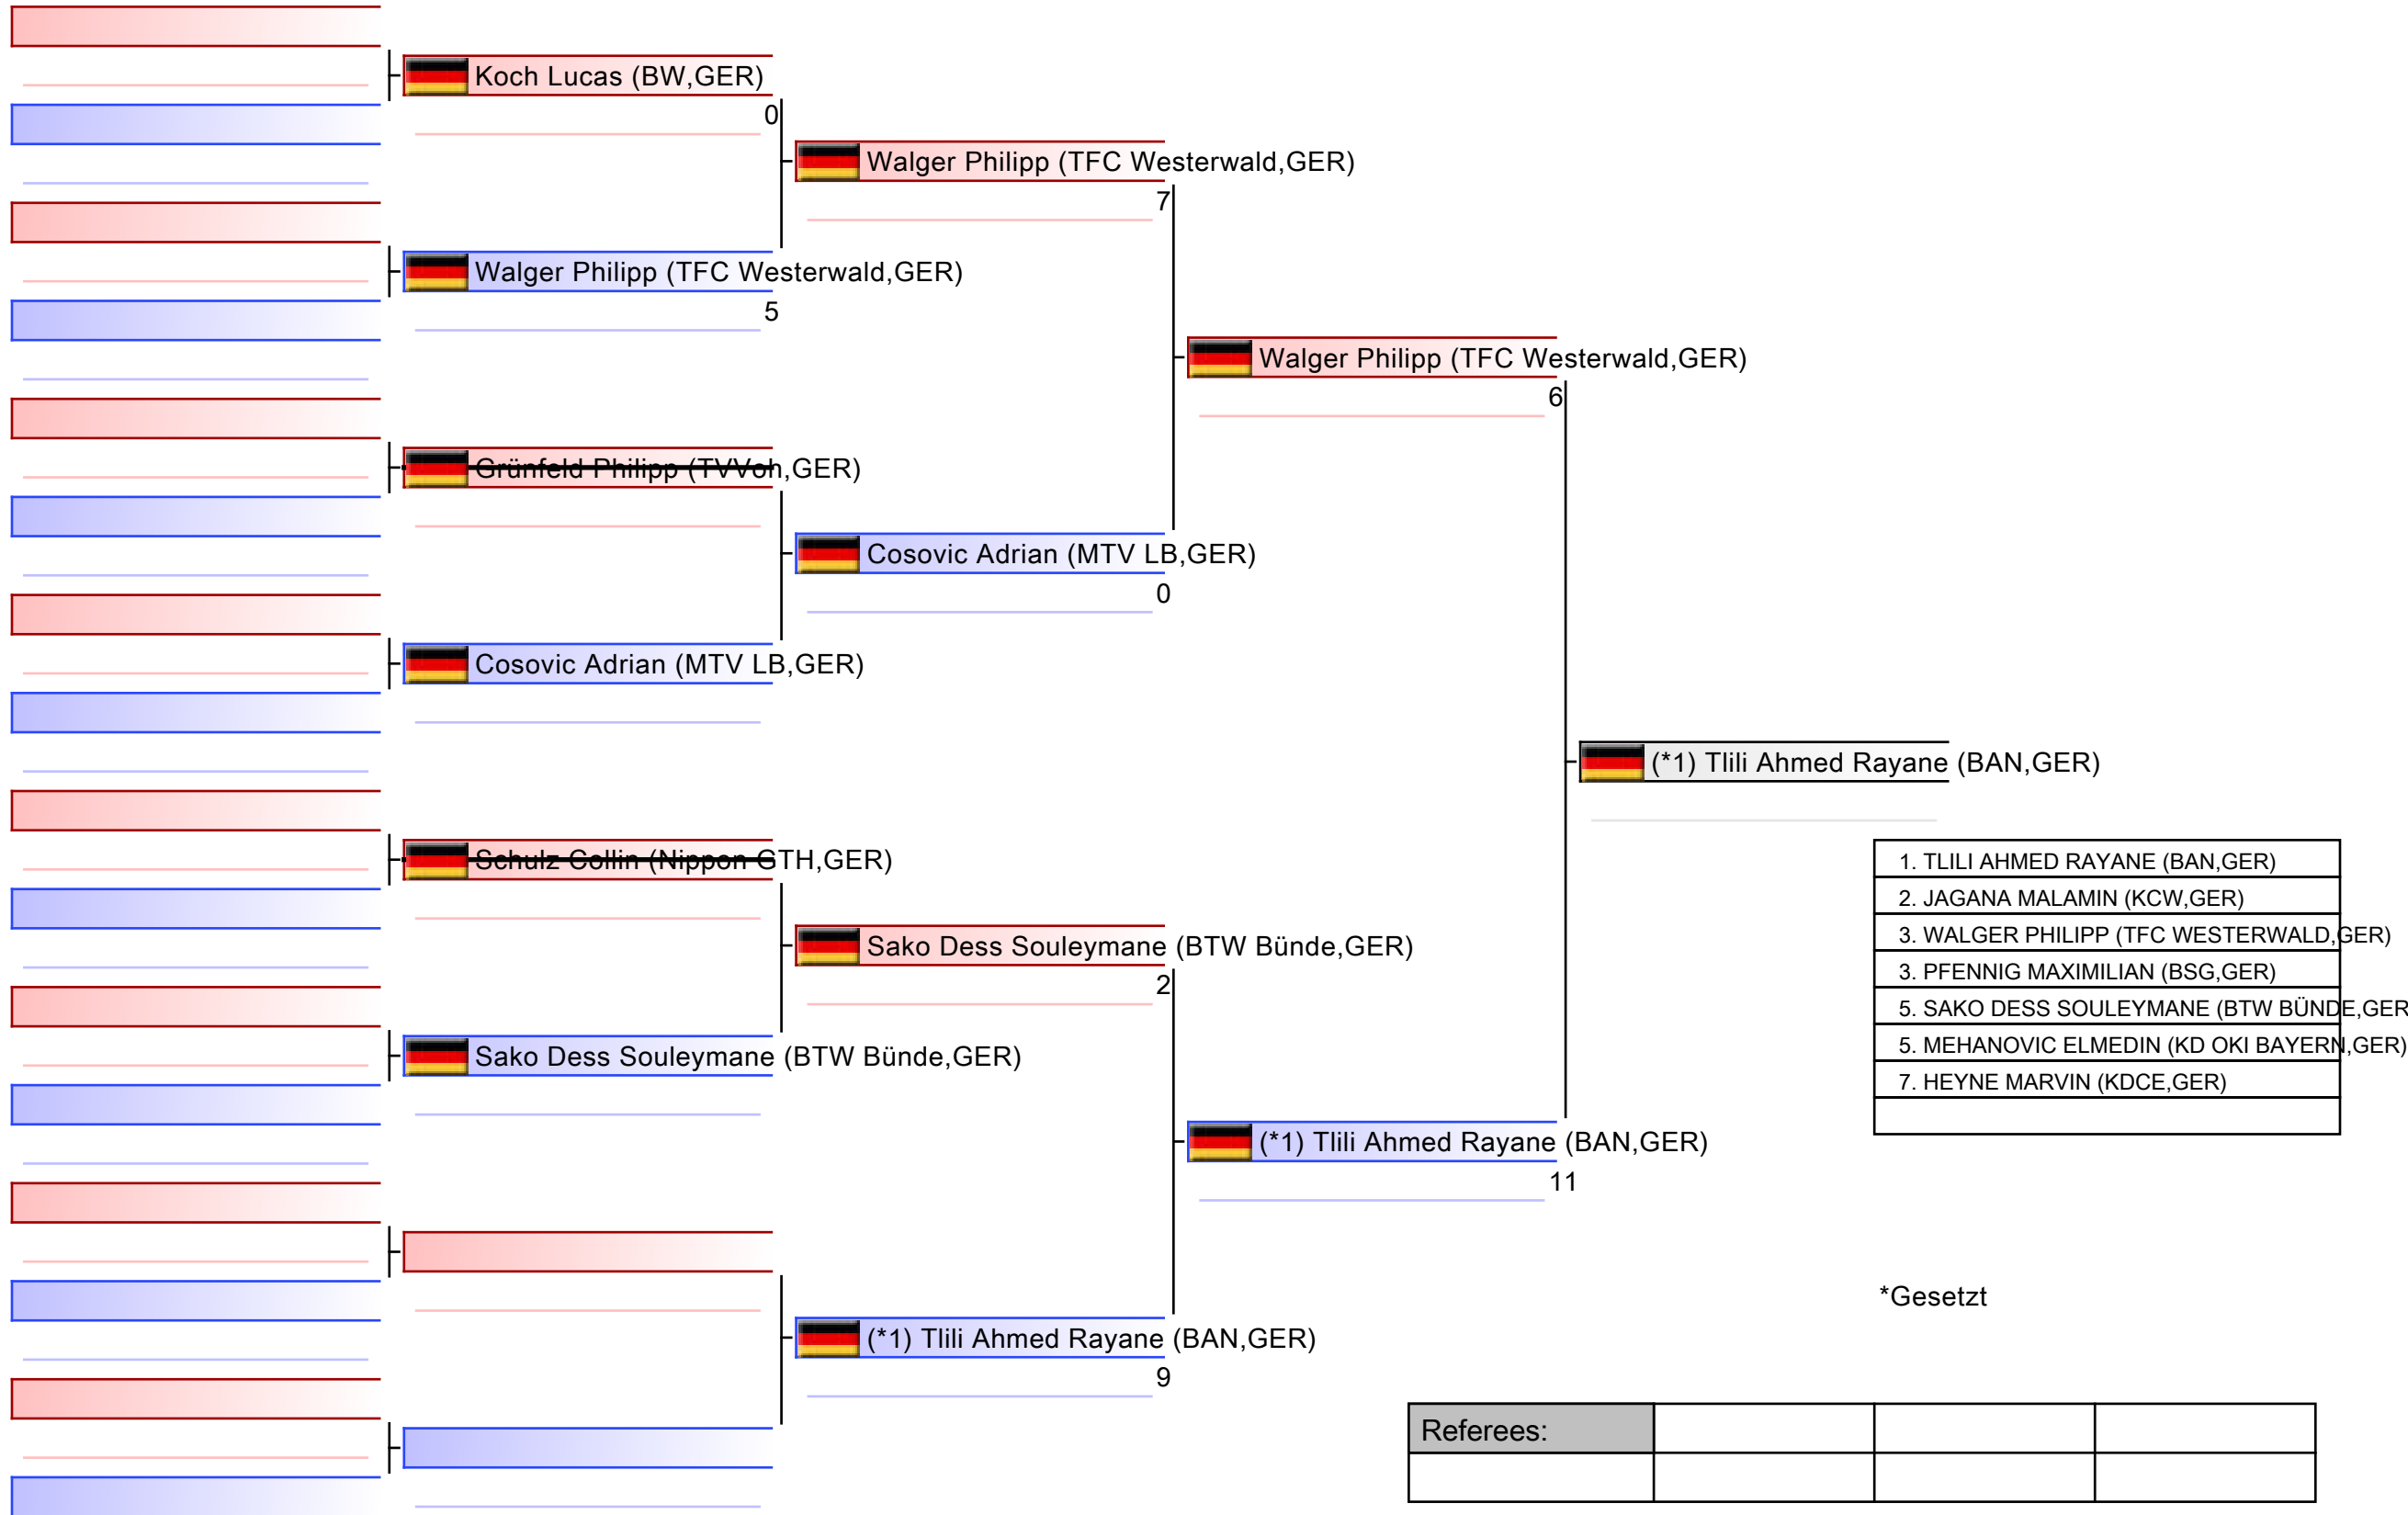 Koch Lucas (BW,GER)
0
Walger Philipp (TFC Westerwald,GER)
7
Walger Philipp (TFC Westerwald,GER)
5
Walger Philipp (TFC Westerwald,GER)
6
Grünfeld Philipp (TVVoh,GER)
Cosovic Adrian (MTV LB,GER)
0
Cosovic Adrian (MTV LB,GER)
(*1) Tlili Ahmed Rayane (BAN,GER)
Schulz Collin (Nippon GTH,GER)
1. TLILI AHMED RAYANE (BAN,GER)
2. JAGANA MALAMIN (KCW,GER)
3. WALGER PHILIPP (TFC WESTERWALD,GER)
3. PFENNIG MAXIMILIAN (BSG,GER)
5. SAKO DESS SOULEYMANE (BTW BÜNDE,GER
5. MEHANOVIC ELMEDIN (KD OKI BAYERN,GER)
7. HEYNE MARVIN (KDCE,GER)
Sako Dess Souleymane (BTW Bünde,GER)
2
Sako Dess Souleymane (BTW Bünde,GER)
(*1) Tlili Ahmed Rayane (BAN,GER)
11
*Gesetzt
(*1) Tlili Ahmed Rayane (BAN,GER)
9
Referees: